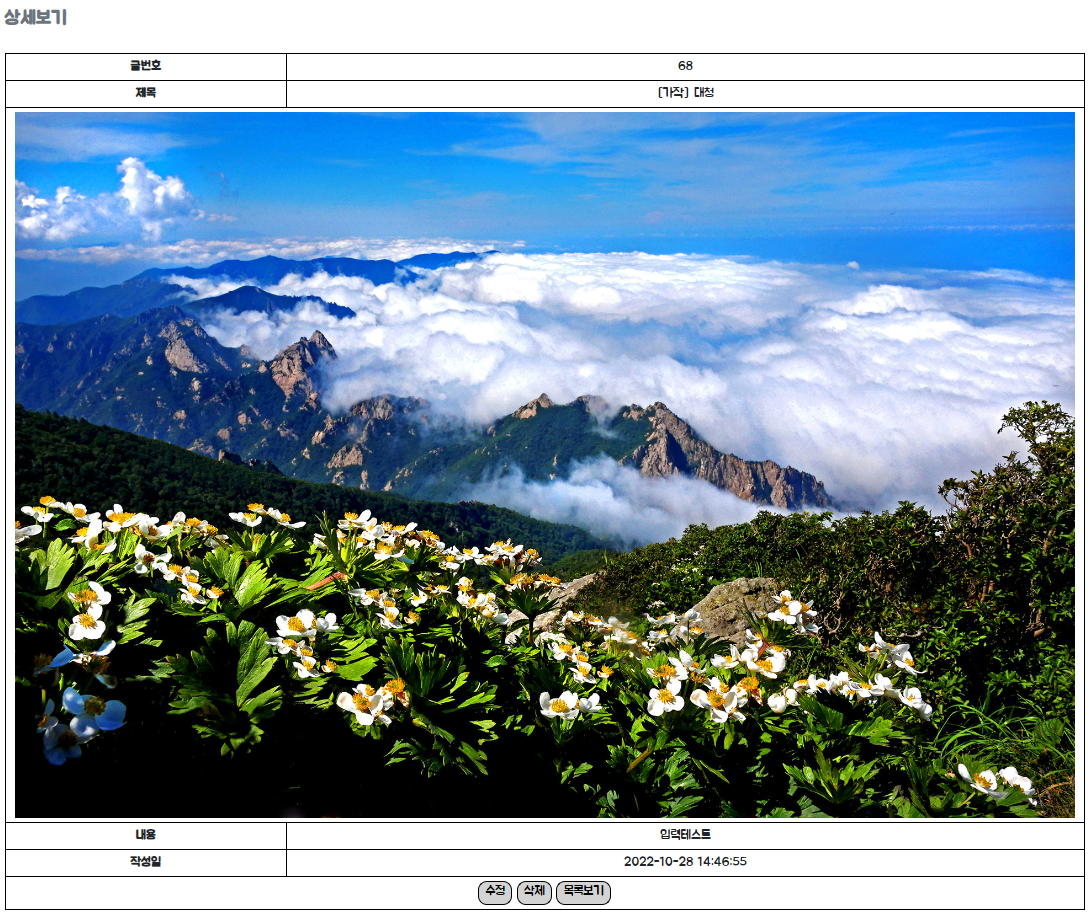 상세보기
글번호 68
제목 [가작] 대청
내용 입력테스트
작성일 2022-10-28 14:46:55
수정 삭제 목록보기